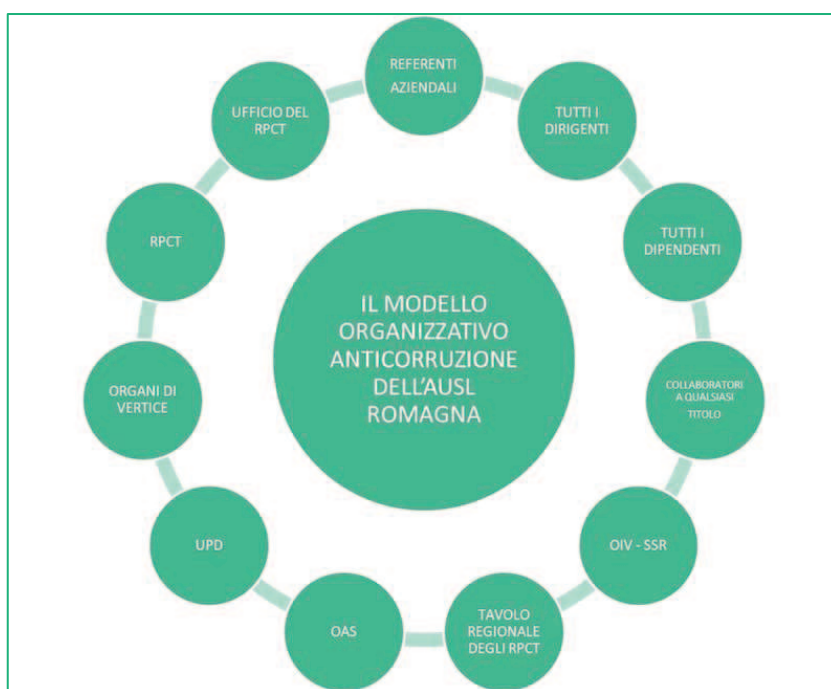 REFERENTI
AZIENDALI
TUTTI I
DIRIGENTI
TUTTI I
DIPENDENTI
COLLABORATORI
A QUALSIASI
TITOLO
OIV - SSR
TAVOLO
REGIONALE
DEGLI RPCT
OAS
UPD
ORGANI DI
VERTICE
RPCT
UFFICIO DEL
RPCT
IL MODELLO
ORGANIZZATIVO
ANTICORRUZIONE
DELL'AUSL
ROMAGNA